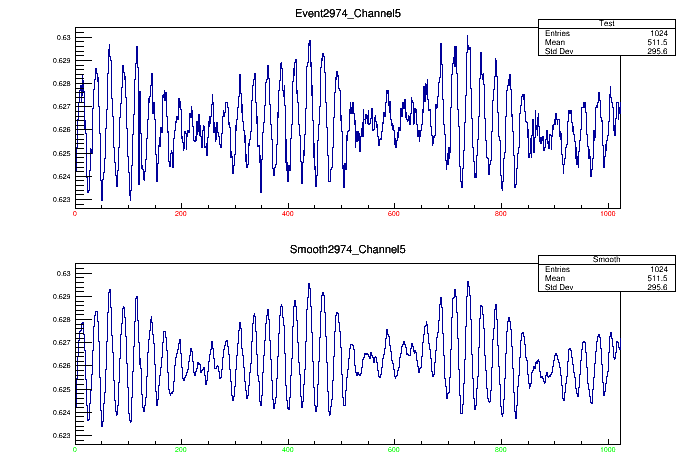 Event2974_Channel5
Test
Entries 1024
Mean 511.5
Std Dev 295.6
0.63
0.629
0.628
0.627
0.626
0.625
0.624
0.623
0 200 400 600 800 1000
Smooth2974_Channel5
Smooth
Entries 1024
Mean 511.5
Std Dev 295.6
0.63
0.629
0.628
0.627
0.626
0.625
0.624
0.623
0 200 400 600 800 1000